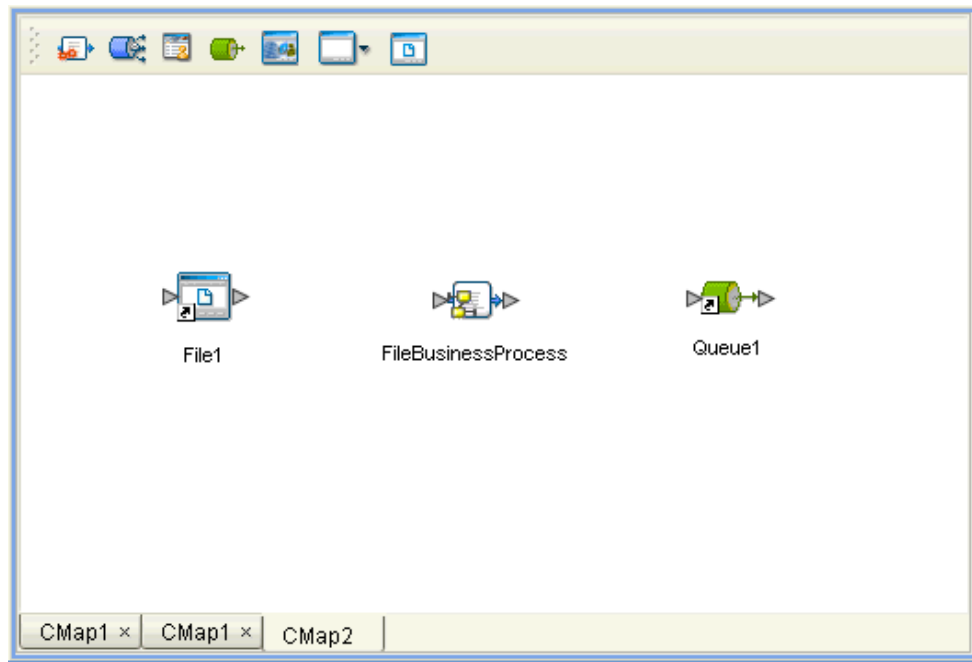 File1
FileBusinessProcess
Queue1
CMap1 × CMap1 × CMap2